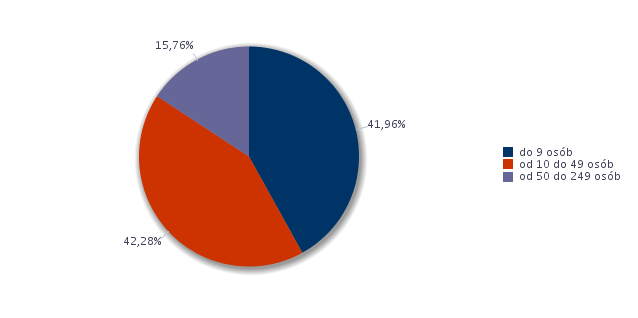 15,76%
41,96%
42,28%
do 9 osób
od 10 do 49 osób
od 50 do 249 osób